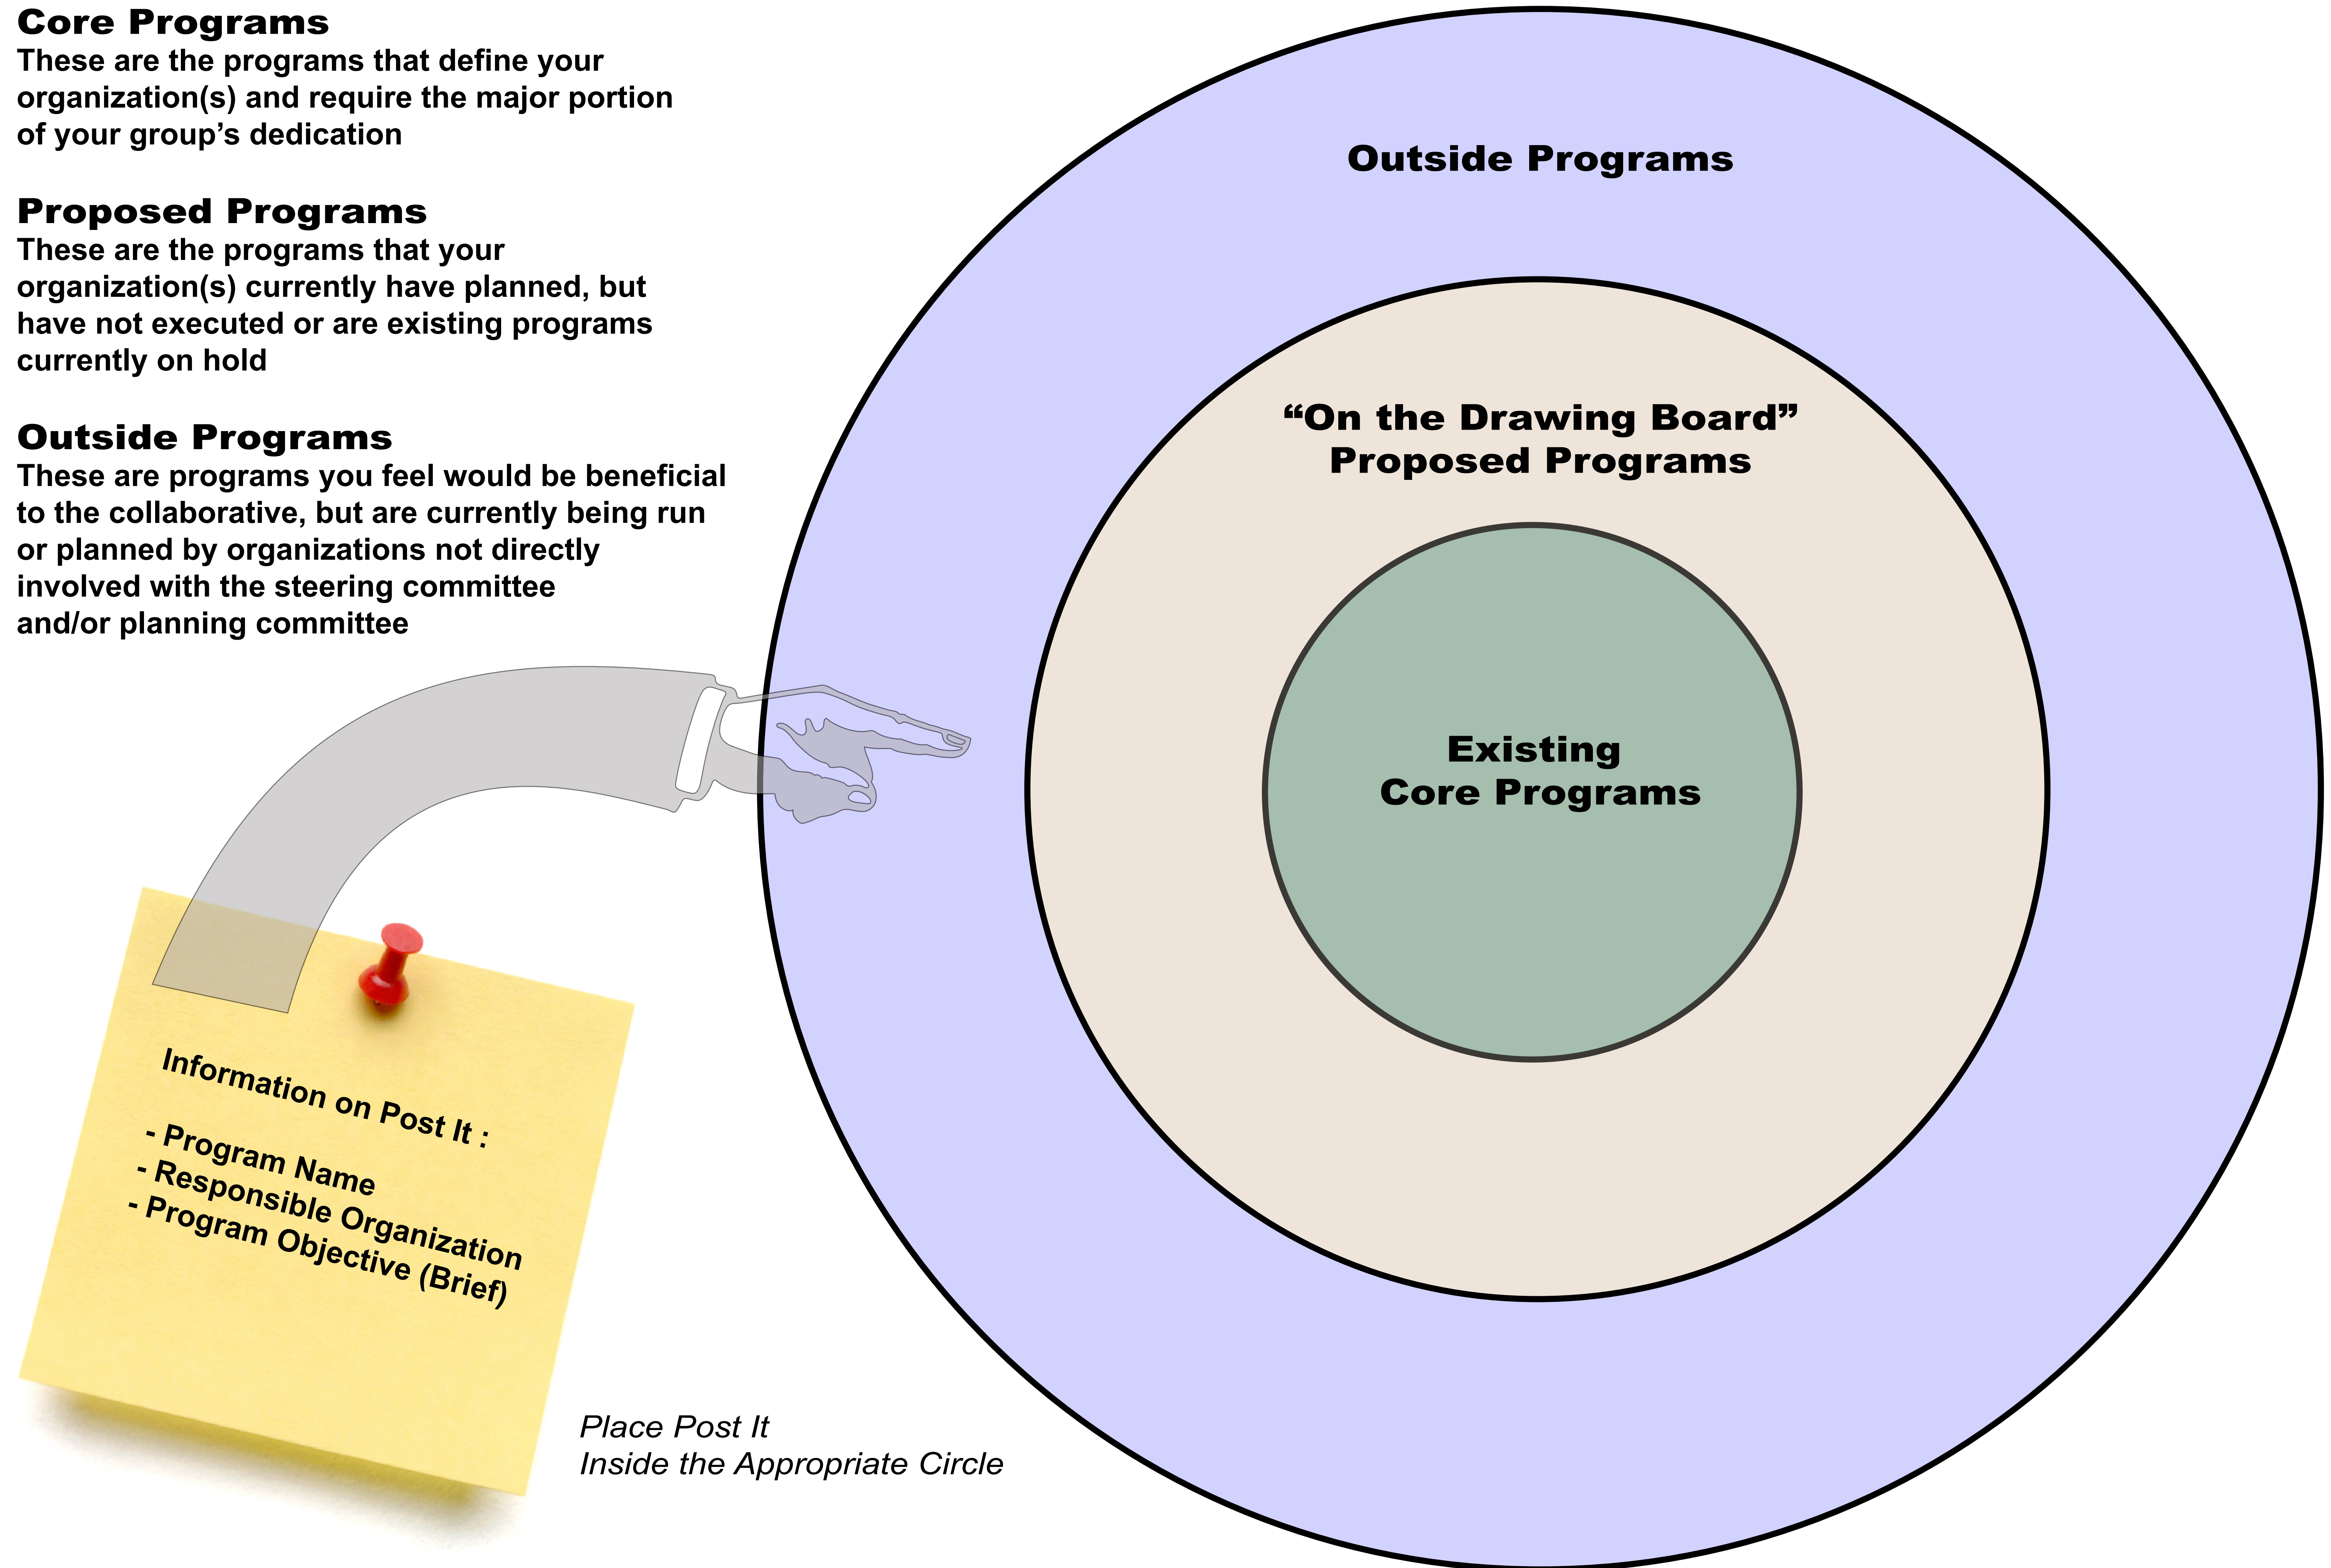 Core Programs
These are the programs that define your
organization(s) and require the major portion
of your group’s dedication
Proposed Programs
These are the programs that your
organization(s) currently have planned, but
have not executed or are existing programs
currently on hold
Outside Programs
These are programs you feel would be beneficial
to the collaborative, but are currently being run
or planned by organizations not directly
involved with the steering committee
and/or planning committee
Information on Post It :
- Program Name
- Responsible Organization
- Program Objective (Brief)
Place Post It
Inside the Appropriate Circle
Outside Programs
“On the Drawing Board”
Proposed Programs
Existing
Core Programs